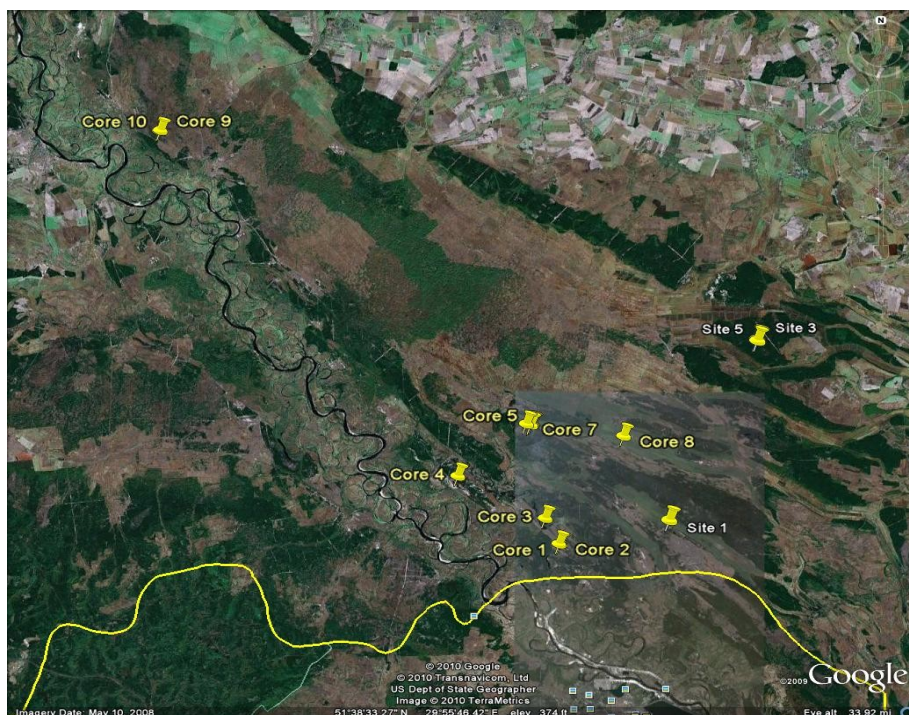 N
Core 10 Core 9
Site 5 Site 3
Core 5
Core 7
Core 8
Core 4
Core 3
Site 1
Core 1 Core 2
© 2010 Google
© 2010 Transnavicom, Ltd
US Dept of State Geographer
Image © 2010 TerraMetrics
©2009 Google
Imagery Date: May 10, 2008 51°38'33.27" N 29°55'46.42" E elev 374 ft Eye alt 33.92 mi